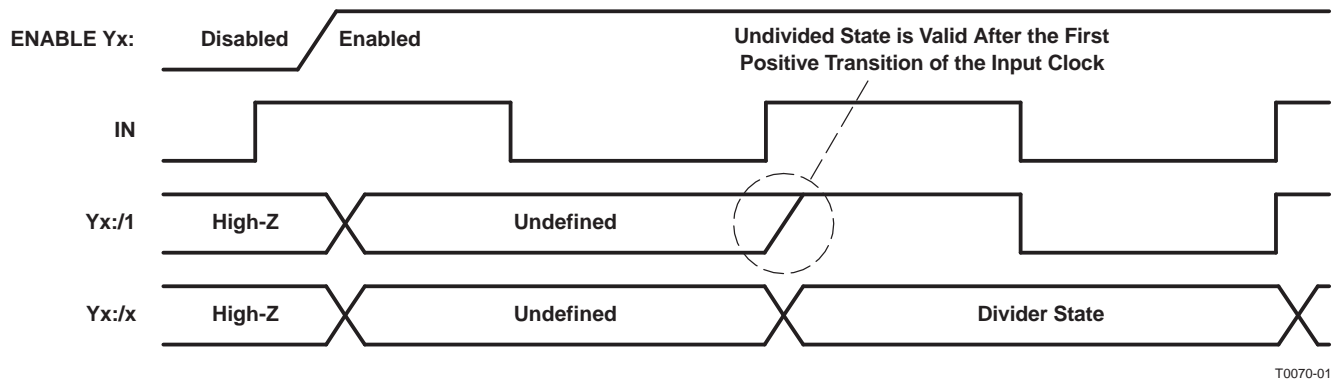 ENABLE Yx:
Disabled
Enabled
Undivided State is Valid After the First
Positive Transition of the Input Clock
IN
Yx:/1
High-Z
Undefined
Yx:/x
High-Z
Undefined
Divider State
T0070-01